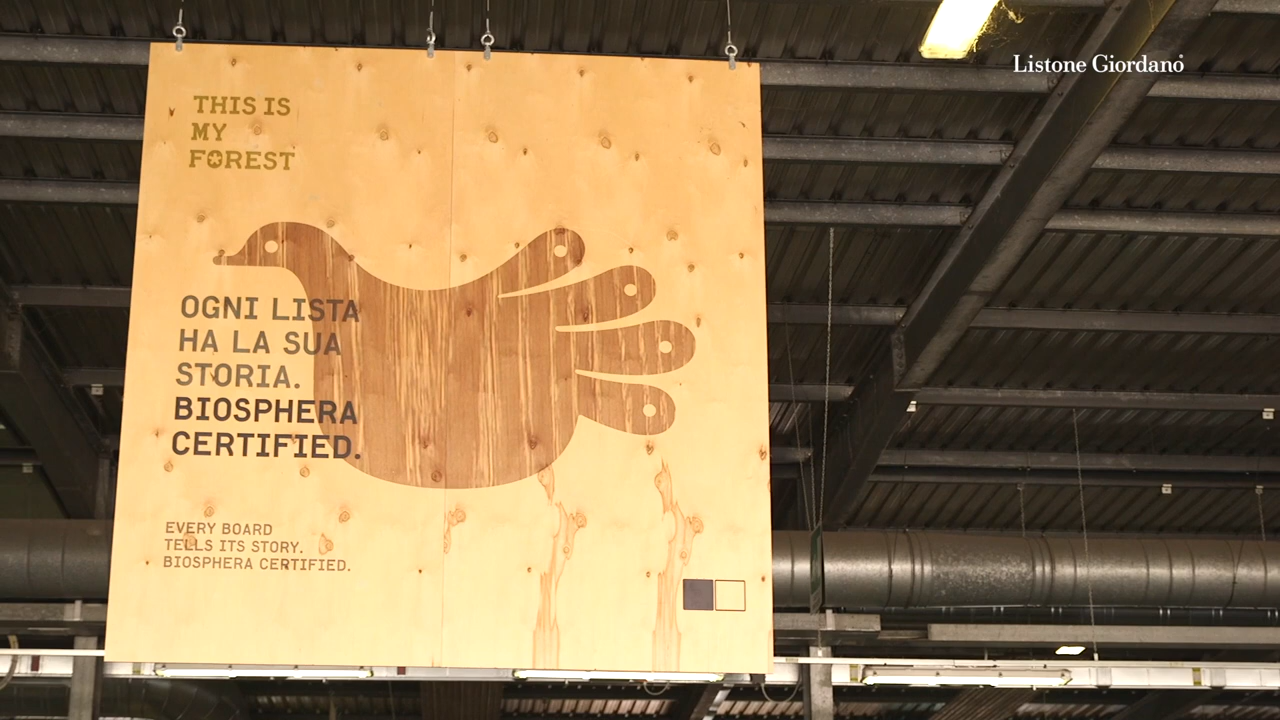 Listone Giordano
THIS IS
MY
FOREST
OGNI LISTA
HA LA SUA
STORIA.
BIOSPHERA
CERTIFIED.
EVERY BOARD
TELLS ITS STORY.
BIOSPHERA CERTIFIED.